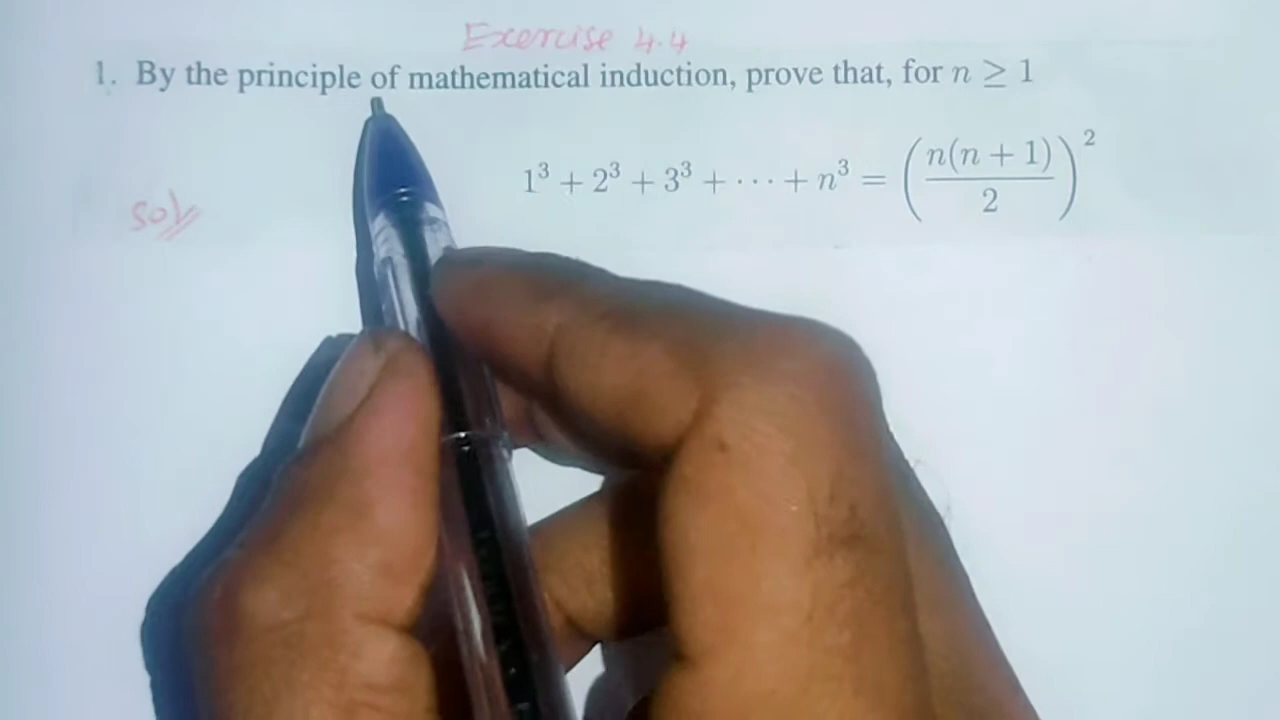 Exercise 4.4
1. By the principle of mathematical induction, prove that, for n ≥ 1
1³ + 2³ + 3³ + ··· + n³ = (n(n + 1)/2)²
sol